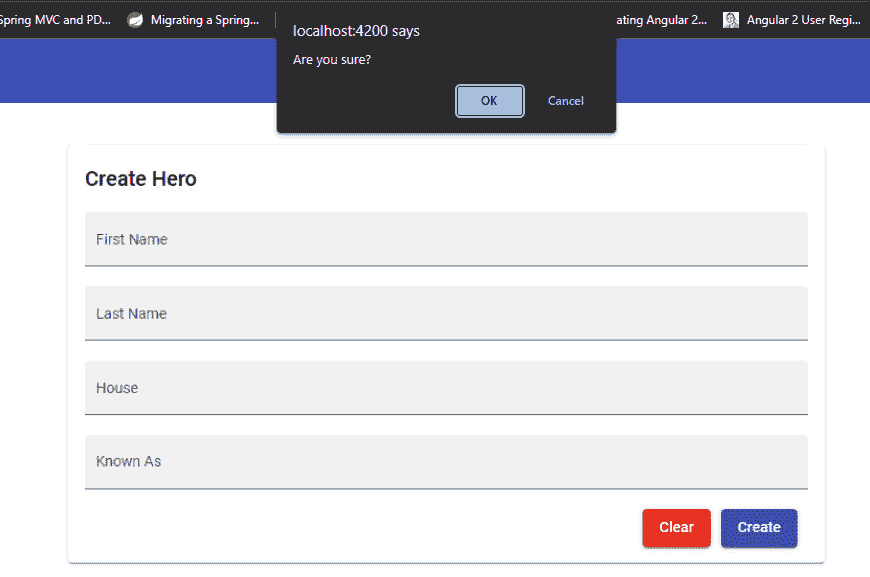 Spring MVC and PD... Migrating a Spring... ating Angular 2... Angular 2 User Regi...
localhost:4200 says
Are you sure?
OK Cancel
Create Hero
First Name
Last Name
House
Known As
Clear Create